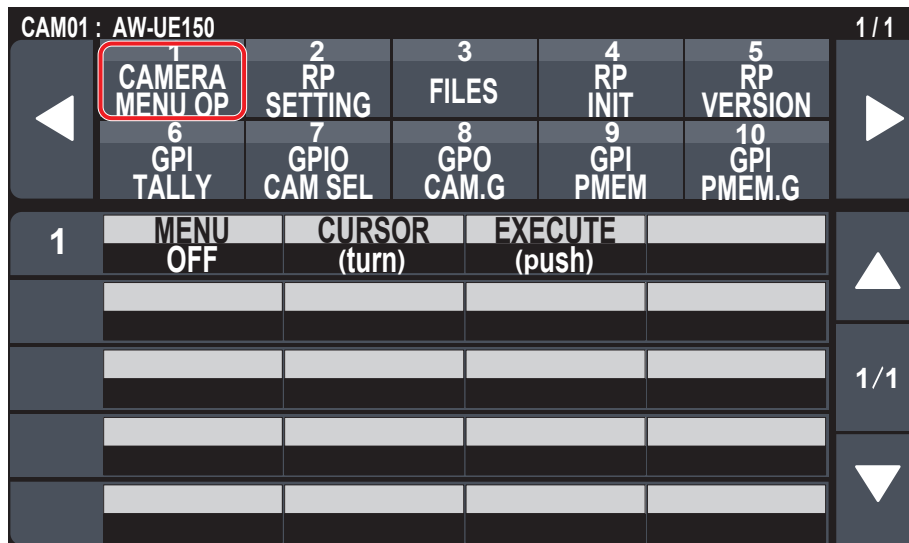 CAM01 : AW-UE150 1 / 1
1 2 3 4 5
CAMERA RP FILES RP RP
MENU OP SETTING INIT VERSION
6 7 8 9 10
GPI GPIO GPO GPI GPI
TALLY CAM SEL CAM.G PMEM PMEM.G
1 MENU CURSOR EXECUTE
OFF (turn) (push)
1/1